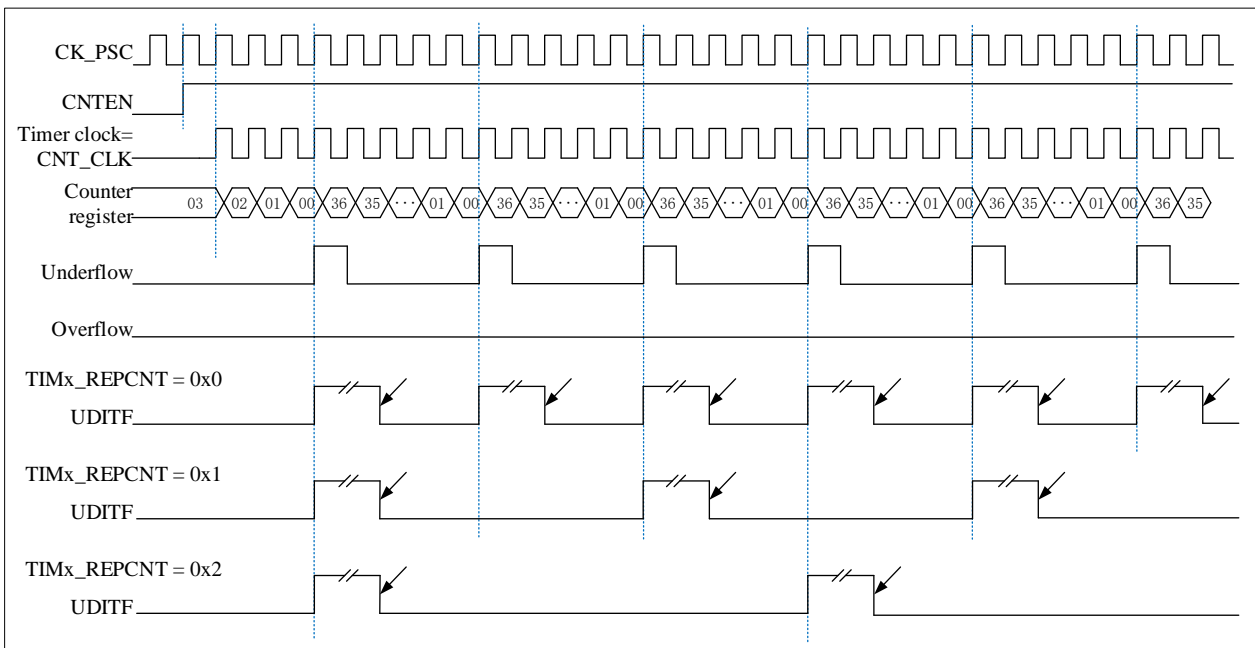 CK_PSC
CNTEN
Timer clock=
CNT_CLK
Counter
register
03 02 01 00 36 35 ··· 01 00 36 35 ··· 01 00 36 35 ··· 01 00 36 35 ··· 01 00 36 35 ··· 01 00 36 35
Underflow
Overflow
TIMx_REPCNT = 0x0
UDITF
TIMx_REPCNT = 0x1
UDITF
TIMx_REPCNT = 0x2
UDITF